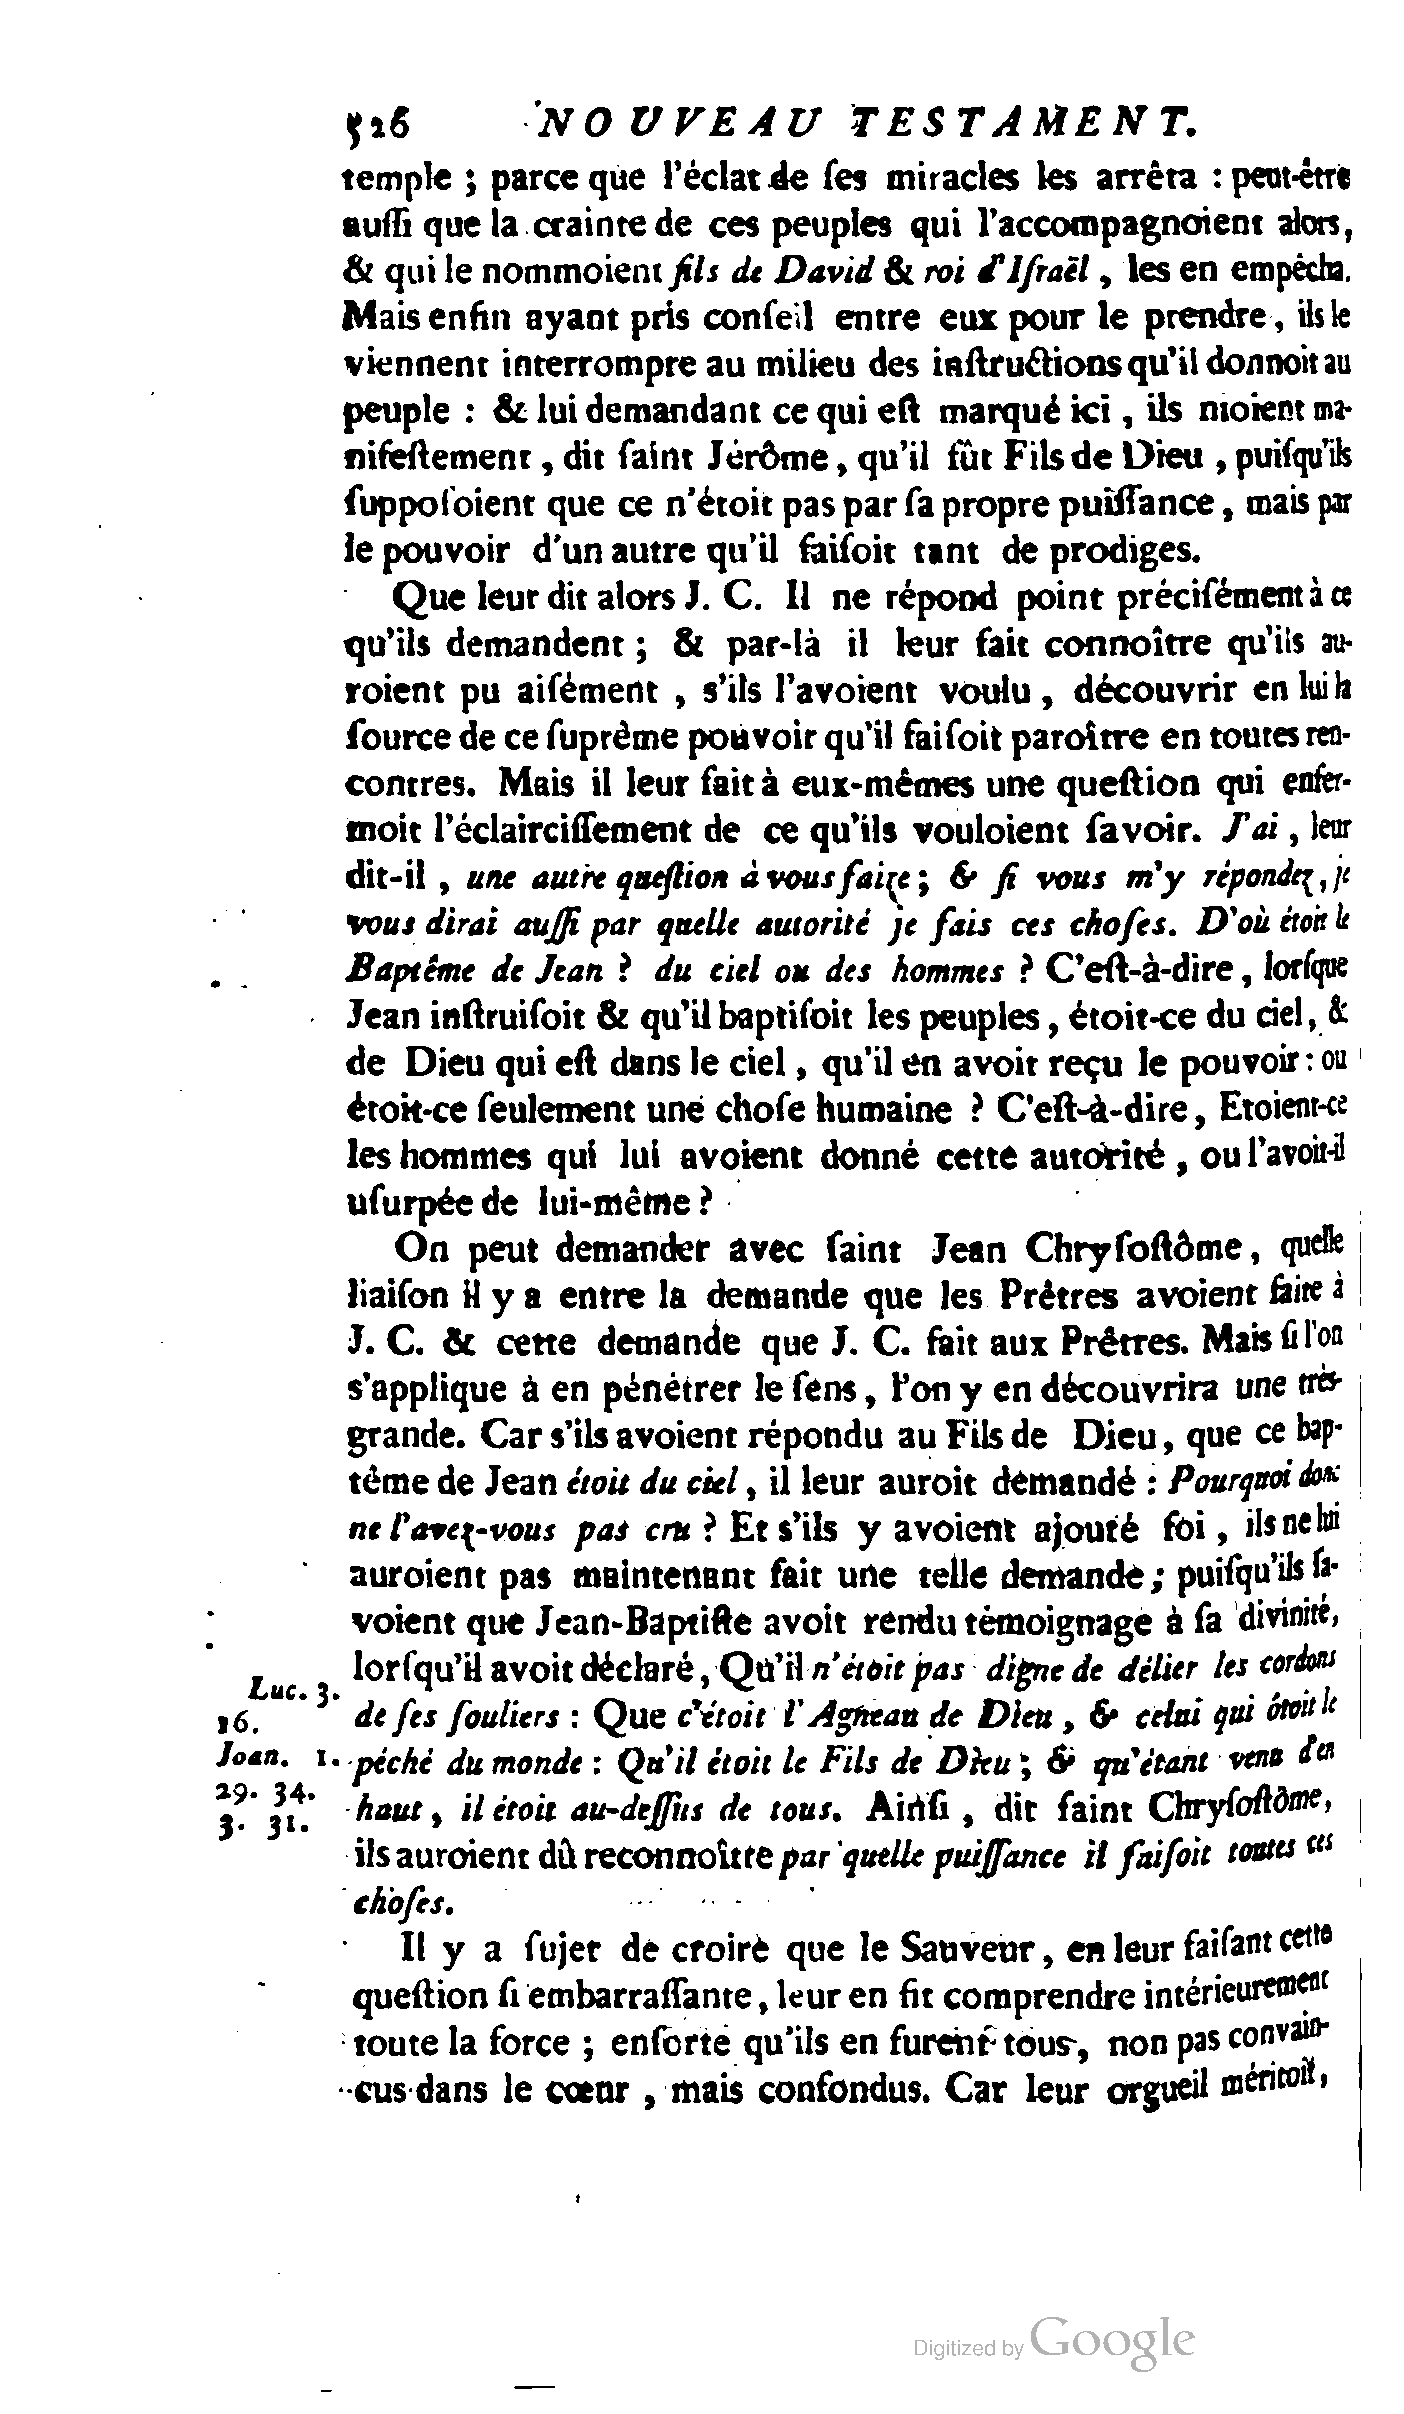 526 NOUVEAU TESTAMENT.
temple ; parce que l'éclat de ſes miracles les arrêta : peut-être
auſſi que la crainte de ces peuples qui l'accompagnoient alors,
& qui le nommoient fils de David & roi d'Iſraël , les en empêcha.
Mais enfin ayant pris conſeil entre eux pour le prendre , ils le
viennent interrompre au milieu des inſtructions qu'il donnoit au
peuple : & lui demandant ce qui eſt marqué ici , ils nioient ma-
nifeſtement , dit ſaint Jérôme , qu'il fût Fils de Dieu , puiſqu'ils
ſuppoſoient que ce n'étoit pas par ſa propre puiſſance , mais par
le pouvoir d'un autre qu'il faiſoit tant de prodiges.
Que leur dit alors J. C. Il ne répond point préciſément à ce
qu'ils demandent ; & par-là il leur fait connoître qu'ils au-
roient pu aiſément , s'ils l'avoient voulu , découvrir en lui la
ſource de ce ſuprême pouvoir qu'il faiſoit paroître en toutes ren-
contres. Mais il leur fait à eux-mêmes une queſtion qui enfer-
moit l'éclairciſſement de ce qu'ils vouloient ſavoir. J'ai , leur
dit-il , une autre queſtion à vous faire ; & ſi vous m'y répondez , je
vous dirai auſſi par quelle autorité je fais ces choſes. D'où étoit le
Baptême de Jean ? du ciel ou des hommes ? C'eſt-à-dire , lorſque
Jean inſtruiſoit & qu'il baptiſoit les peuples , étoit-ce du ciel , &
de Dieu qui eſt dans le ciel , qu'il en avoit reçu le pouvoir : ou
étoit-ce ſeulement une choſe humaine ? C'eſt-à-dire , Etoient-ce
les hommes qui lui avoient donné cette autorité , ou l'avoit-il
uſurpée de lui-même ?
On peut demander avec ſaint Jean Chryſoſtôme , quelle
liaiſon il y a entre la demande que les Prêtres avoient faite à
J. C. & cette demande que J. C. fait aux Prêtres. Mais ſi l'on
s'applique à en pénétrer le ſens , l'on y en découvrira une très-
grande. Car s'ils avoient répondu au Fils de Dieu , que ce bap-
tême de Jean étoit du ciel , il leur auroit demandé : Pourquoi donc
ne l'avez-vous pas cru ? Et s'ils y avoient ajouté foi , ils ne lui
auroient pas maintenant fait une telle demande ; puiſqu'ils ſa-
voient que Jean-Baptiſte avoit rendu témoignage à ſa divinité,
lorſqu'il avoit déclaré , Qu'il n'étoit pas digne de délier les cordons
Luc. 3.
16.
de ſes ſouliers : Que c'étoit l'Agneau de Dieu , & celui qui ôtoit le
Joan. 1.
29. 34.
3. 31.
péché du monde : Qu'il étoit le Fils de Dieu ; & qu'étant venu d'en
haut , il étoit au-deſſus de tous. Ainſi , dit ſaint Chryſoſtôme,
ils auroient dû reconnoître par quelle puiſſance il faiſoit toutes ces
choſes.
Il y a ſujet de croire que le Sauveur , en leur faiſant cette
queſtion ſi embarraſſante , leur en fit comprendre intérieurement
toute la force ; enſorte qu'ils en furent tous , non pas convain-
cus dans le cœur , mais confondus. Car leur orgueil méritoit,
Digitized by Google